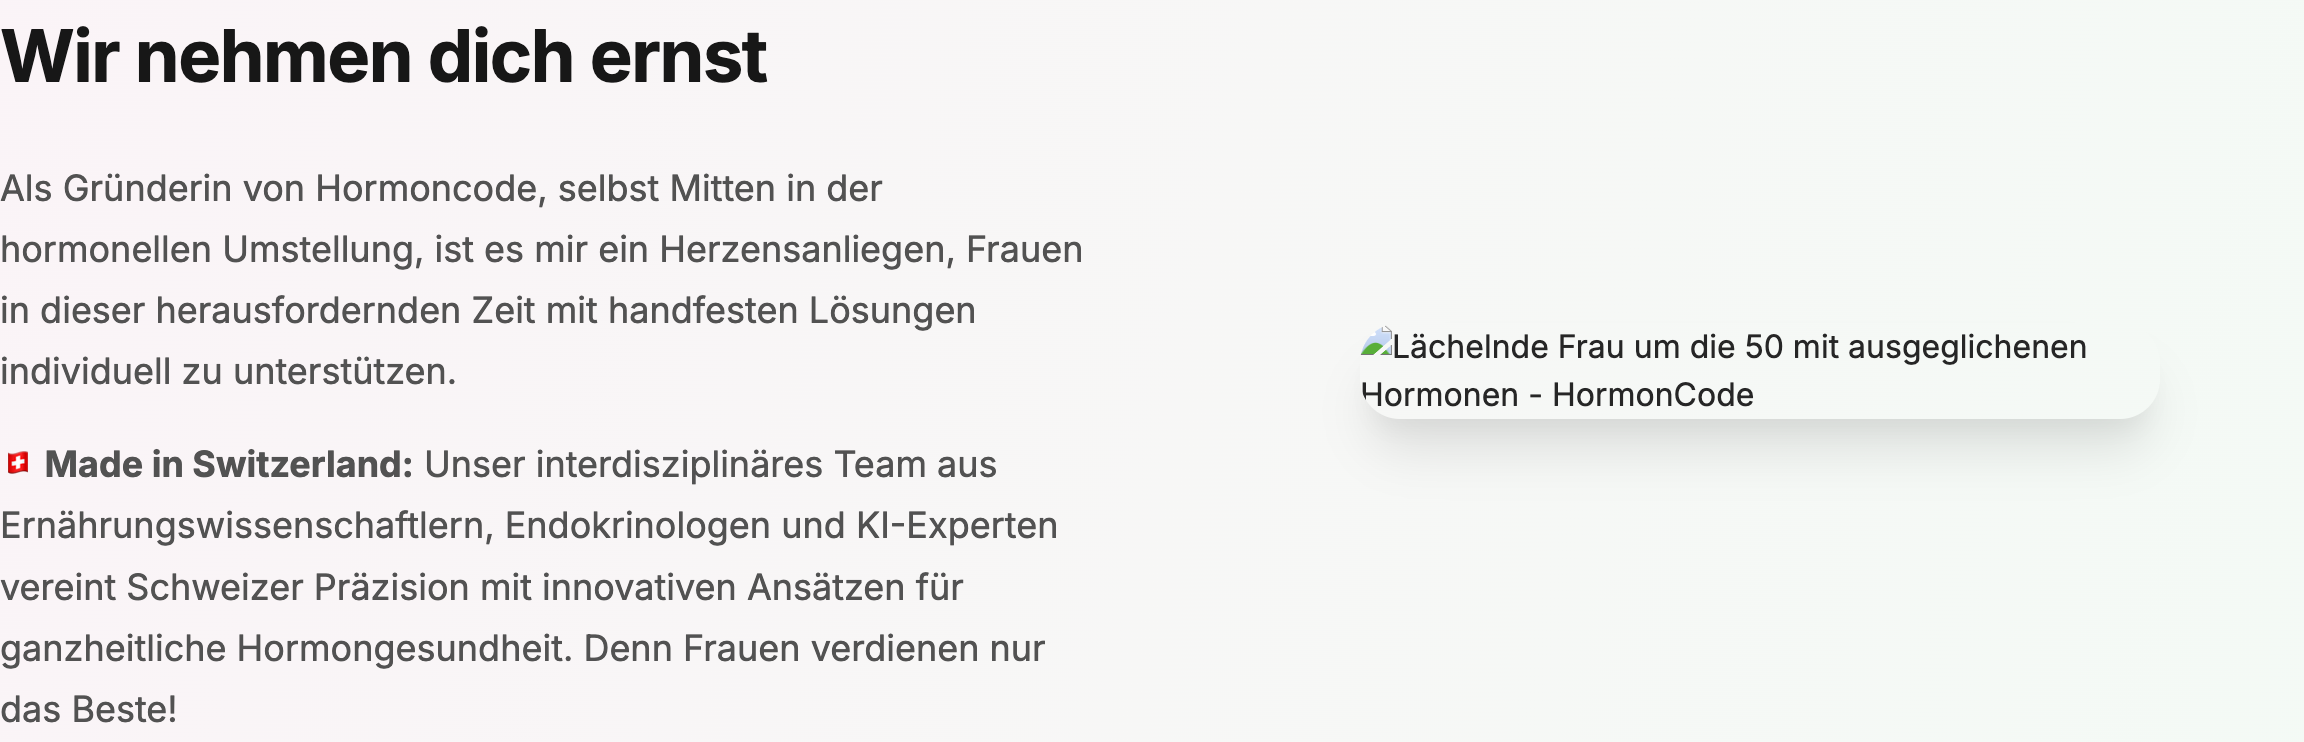 Wir nehmen dich ernst
Als Gründerin von Hormoncode, selbst Mitten in der
hormonellen Umstellung, ist es mir ein Herzensanliegen, Frauen
in dieser herausfordernden Zeit mit handfesten Lösungen
individuell zu unterstützen.
🇨🇭 Made in Switzerland: Unser interdisziplinäres Team aus
Ernährungswissenschaftlern, Endokrinologen und KI-Experten
vereint Schweizer Präzision mit innovativen Ansätzen für
ganzheitliche Hormongesundheit. Denn Frauen verdienen nur
das Beste!
Lächelnde Frau um die 50 mit ausgeglichenen
Hormonen - HormonCode